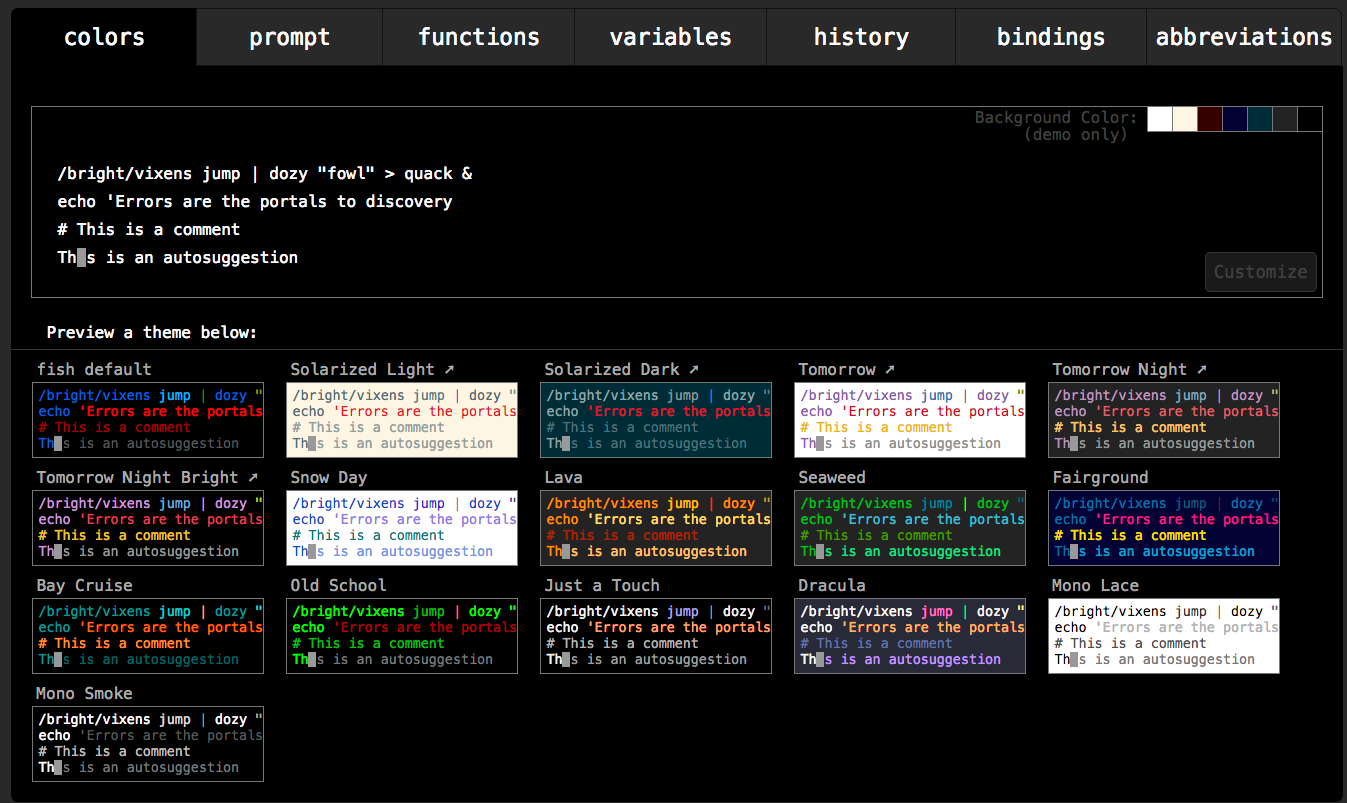 colors prompt functions variables history bindings abbreviations
Background Color:
(demo only)
/bright/vixens jump | dozy "fowl" > quack &
echo 'Errors are the portals to discovery
# This is a comment
Th s is an autosuggestion
Customize
Preview a theme below:
fish default
/bright/vixens jump | dozy "
echo 'Errors are the portals
# This is a comment
Th s is an autosuggestion
Solarized Light ➚
/bright/vixens jump | dozy "
echo 'Errors are the portals
# This is a comment
Th s is an autosuggestion
Solarized Dark ➚
/bright/vixens jump | dozy "
echo 'Errors are the portals
# This is a comment
Th s is an autosuggestion
Tomorrow ➚
/bright/vixens jump | dozy "
echo 'Errors are the portals
# This is a comment
Th s is an autosuggestion
Tomorrow Night ➚
/bright/vixens jump | dozy "
echo 'Errors are the portals
# This is a comment
Th s is an autosuggestion
Tomorrow Night Bright ➚
/bright/vixens jump | dozy "
echo 'Errors are the portals
# This is a comment
Th s is an autosuggestion
Snow Day
/bright/vixens jump | dozy "
echo 'Errors are the portals
# This is a comment
Th s is an autosuggestion
Lava
/bright/vixens jump | dozy "
echo 'Errors are the portals
# This is a comment
Th s is an autosuggestion
Seaweed
/bright/vixens jump | dozy "
echo 'Errors are the portals
# This is a comment
Th s is an autosuggestion
Fairground
/bright/vixens jump | dozy "
echo 'Errors are the portals
# This is a comment
Th s is an autosuggestion
Bay Cruise
/bright/vixens jump | dozy "
echo 'Errors are the portals
# This is a comment
Th s is an autosuggestion
Old School
/bright/vixens jump | dozy "
echo 'Errors are the portals
# This is a comment
Th s is an autosuggestion
Just a Touch
/bright/vixens jump | dozy "
echo 'Errors are the portals
# This is a comment
Th s is an autosuggestion
Dracula
/bright/vixens jump | dozy "
echo 'Errors are the portals
# This is a comment
Th s is an autosuggestion
Mono Lace
/bright/vixens jump | dozy "
echo 'Errors are the portals
# This is a comment
Th s is an autosuggestion
Mono Smoke
/bright/vixens jump | dozy "
echo 'Errors are the portals
# This is a comment
Th s is an autosuggestion